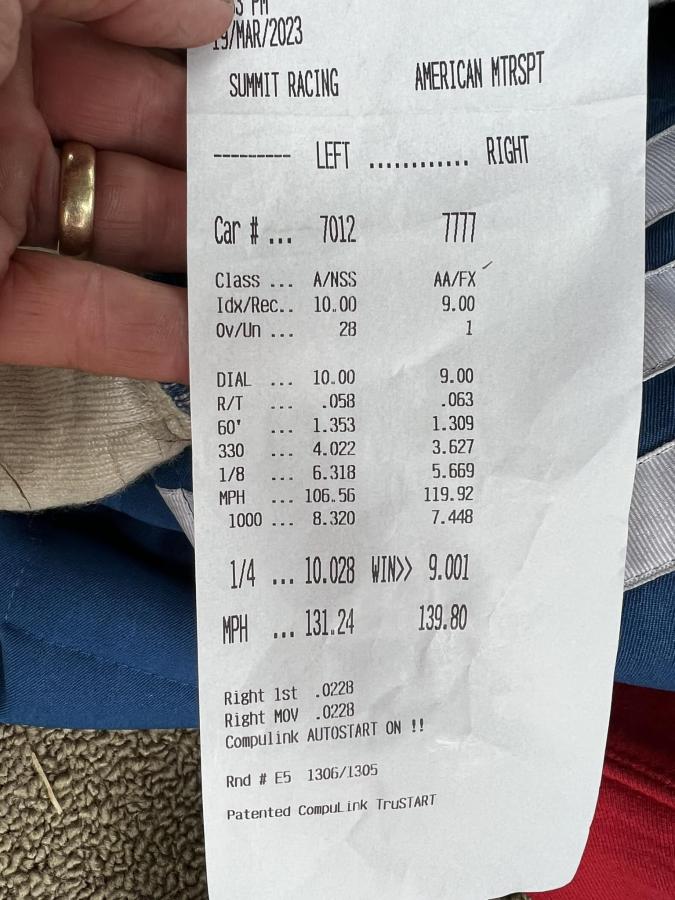 PM
19/MAR/2023
SUMMIT RACING AMERICAN MTRSPT
--------- LEFT ............ RIGHT
Car # ... 7012 7777
Class ... A/NSS AA/FX
Idx/Rec.. 10.00 9.00
Ov/Un ... 28 1
DIAL ... 10.00 9.00
R/T ... .058 .063
60' ... 1.353 1.309
330 ... 4.022 3.627
1/8 ... 6.318 5.669
MPH ... 106.56 119.92
1000 ... 8.320 7.448
1/4 ... 10.028 WIN>> 9.001
MPH ... 131.24 139.80
Right 1st .0228
Right MOV .0228
Compulink AUTOSTART ON !!
Rnd # E5 1306/1305
Patented CompuLink TruSTART